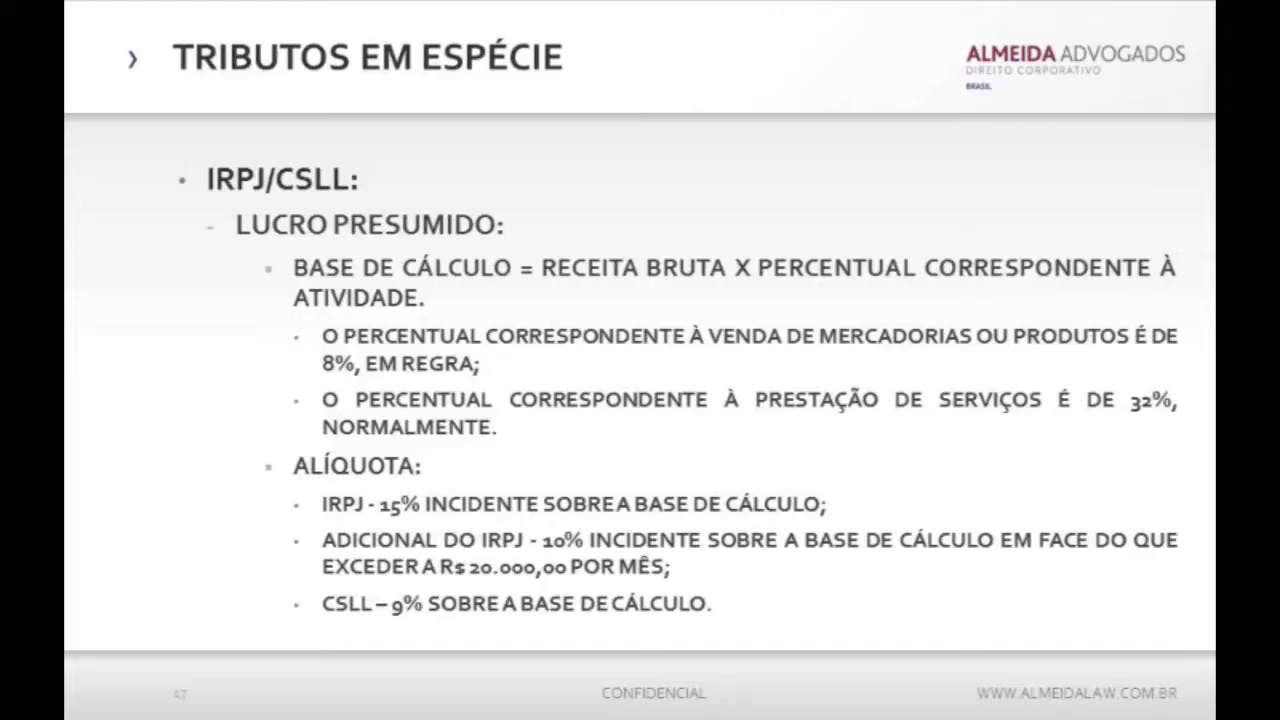 › TRIBUTOS EM ESPÉCIE
ALMEIDA ADVOGADOS
DIREITO CORPORATIVO
BRASIL
• IRPJ/CSLL:
- LUCRO PRESUMIDO:
▪ BASE DE CÁLCULO = RECEITA BRUTA X PERCENTUAL CORRESPONDENTE À
ATIVIDADE.
• O PERCENTUAL CORRESPONDENTE À VENDA DE MERCADORIAS OU PRODUTOS É DE
8%, EM REGRA;
• O PERCENTUAL CORRESPONDENTE À PRESTAÇÃO DE SERVIÇOS É DE 32%,
NORMALMENTE.
▪ ALÍQUOTA:
• IRPJ - 15% INCIDENTE SOBRE A BASE DE CÁLCULO;
• ADICIONAL DO IRPJ - 10% INCIDENTE SOBRE A BASE DE CÁLCULO EM FACE DO QUE
EXCEDER A R$ 20.000,00 POR MÊS;
• CSLL – 9% SOBRE A BASE DE CÁLCULO.
17
CONFIDENCIAL
WWW.ALMEIDALAW.COM.BR